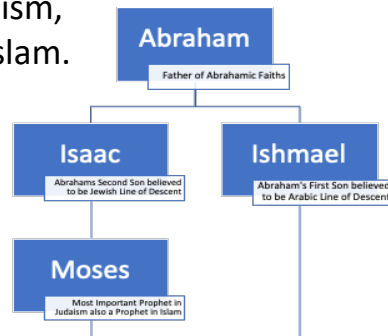 ism,
slam.
Abraham
Father of Abrahamic Faiths
Isaac
Abrahams Second Son believed
to be Jewish Line of Descent
Ishmael
Abraham's First Son believed
to be Arabic Line of Descent
Moses
Most Important Prophet in
Judaism also a Prophet in Islam